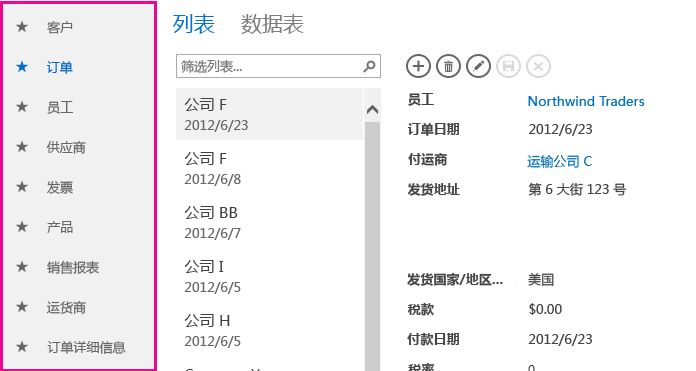 客户
订单
员工
供应商
发票
产品
销售报表
运货商
订单详细信息
列表 数据表
筛选列表...
公司 F
2012/6/23
公司 F
2012/6/8
公司 BB
2012/6/7
公司 I
2012/6/5
公司 H
2012/6/5
员工 Northwind Traders
订单日期 2012/6/23
付运商 运输公司 C
发货地址 第 6 大街 123 号
发货国家/地区... 美国
税款 $0.00
付款日期 2012/6/23
税率 0